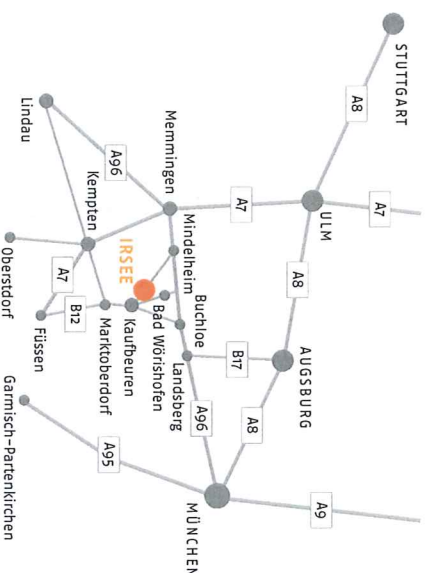 STUTTGART
A8
A7
A7
ULM
A8
AUGSBURG
A9
B17
A8
MÜNCHEN
Memmingen
Mindelheim
Buchloe
Landsberg
A96
A96
IRSEE
Bad Wörishofen
Kaufbeuren
Kempten
Marktoberdorf
Lindau
A7
B12
Oberstdorf
Füssen
A95
Garmisch-Partenkirchen